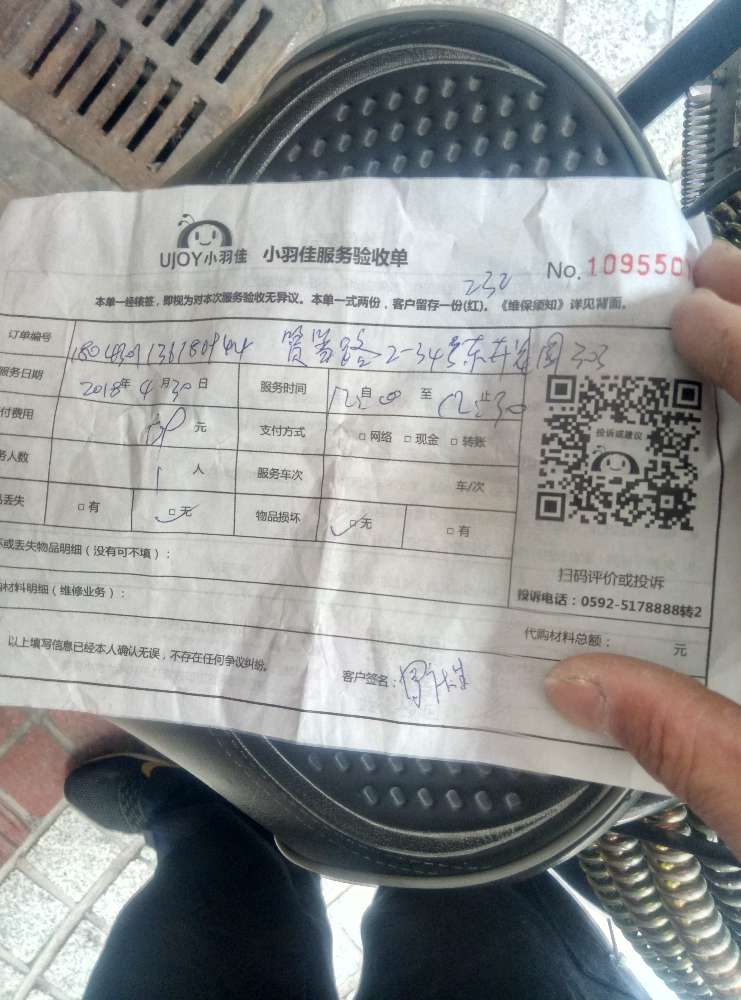 UJOY小羽佳 小羽佳服务验收单 No. 109550
本单一经核签，即视为对本次服务验收无异议。本单一式两份，客户留存一份(红)。《维保须知》详见背面。
232
订单编号
服务日期 2018年4月30日 服务时间 自 至 止
付费用 元 支付方式 □网络 □现金 □转账
务人数 1 人 服务车次 车/次
品丢失 □有 □无 物品损坏 □无 □有
投诉或建议
扫码评价或投诉
投诉电话：0592-5178888转2
坏或丢失物品明细（没有可不填）：
材料明细（维修业务）：
代购材料总额： 元
以上填写信息已经本人确认无误，不存在任何争议纠纷。 客户签名：